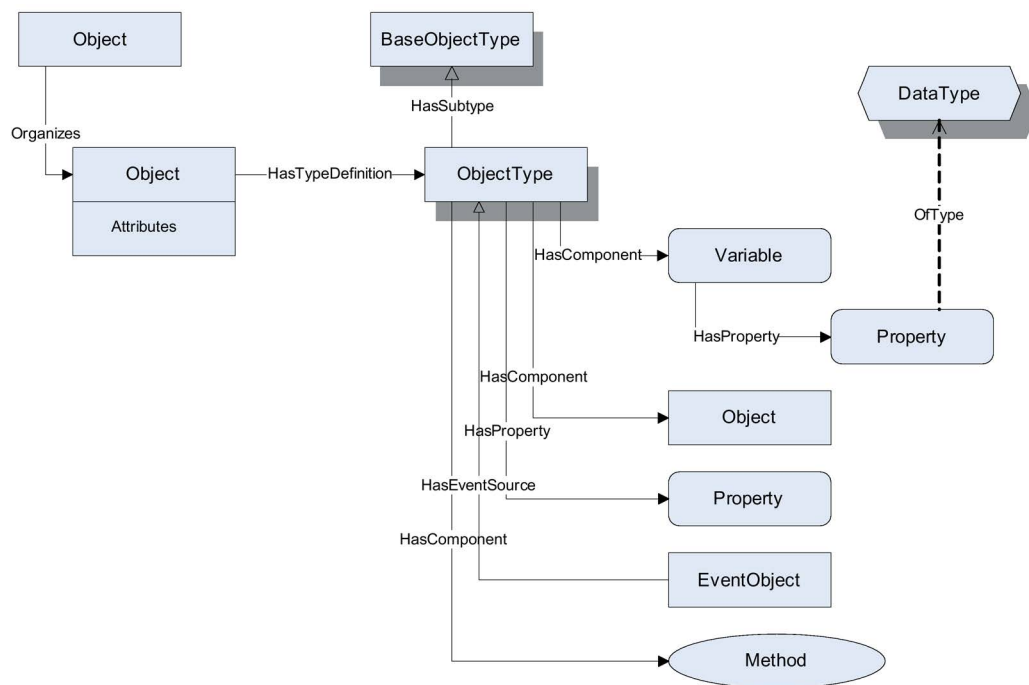 Object
BaseObjectType
DataType
HasSubtype
Organizes
Object
HasTypeDefinition
ObjectType
Attributes
OfType
HasComponent
Variable
HasProperty
Property
HasComponent
Object
HasProperty
HasEventSource
Property
HasComponent
EventObject
Method